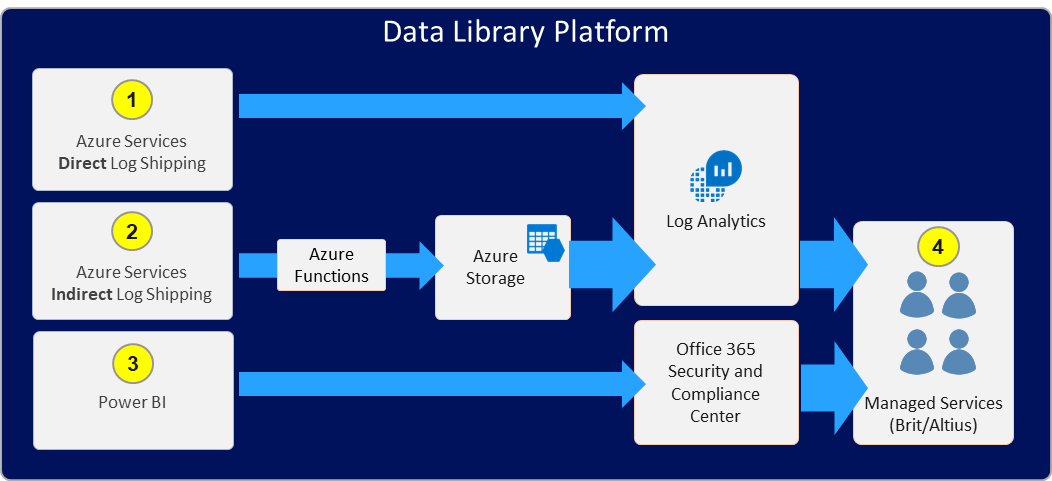 Data Library Platform
1
Azure Services
Direct Log Shipping
2
Azure Services
Indirect Log Shipping
Azure
Functions
Azure
Storage
Log Analytics
3
Power BI
Office 365
Security and
Compliance
Center
4
Managed Services
(Brit/Altius)